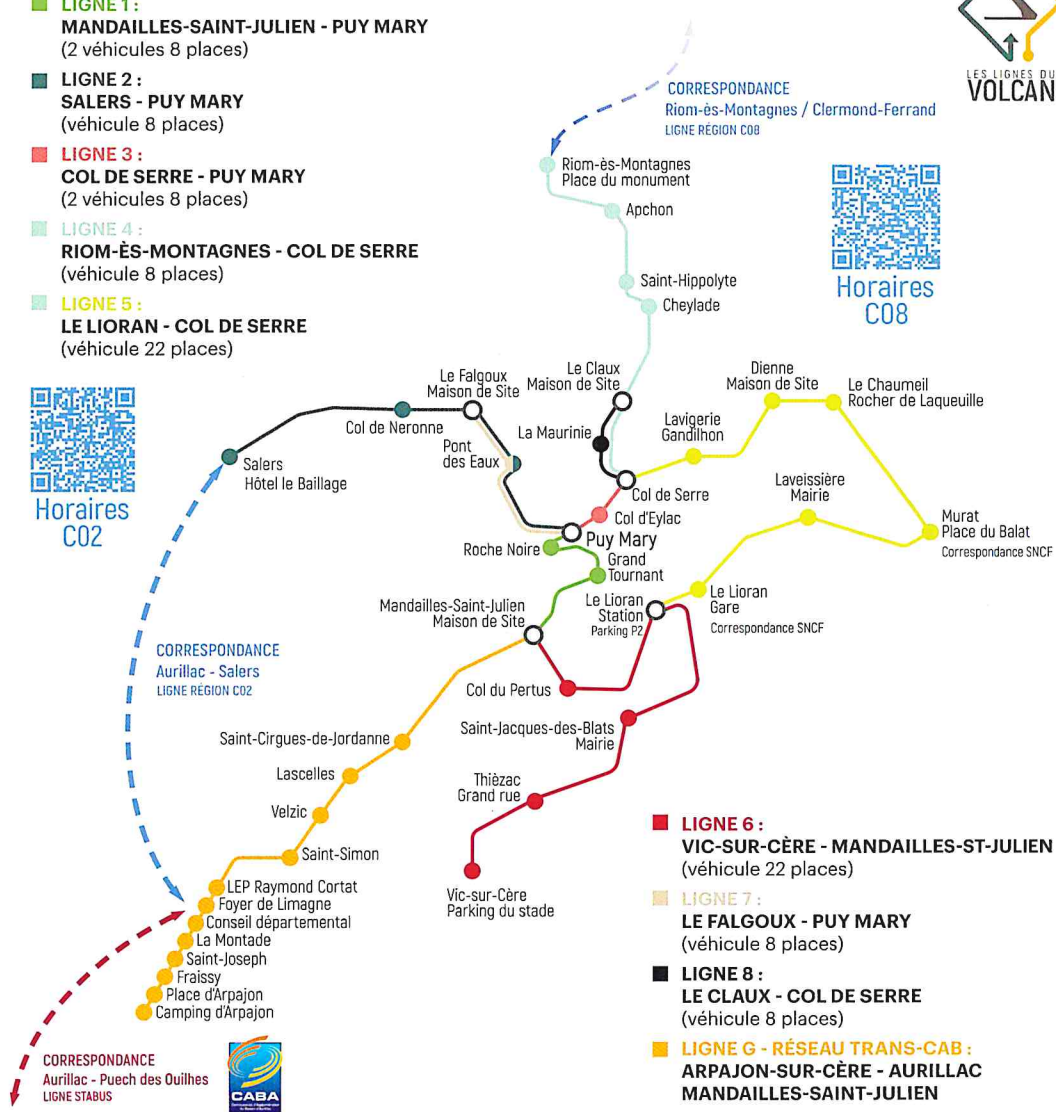 LIGNE 1 :
MANDAILLES-SAINT-JULIEN - PUY MARY
(2 véhicules 8 places)
LIGNE 2 :
SALERS - PUY MARY
(véhicule 8 places)
LIGNE 3 :
COL DE SERRE - PUY MARY
(2 véhicules 8 places)
LIGNE 4 :
RIOM-ÈS-MONTAGNES - COL DE SERRE
(véhicule 8 places)
LIGNE 5 :
LE LIORAN - COL DE SERRE
(véhicule 22 places)
LES LIGNES DU
VOLCAN
CORRESPONDANCE
Riom-ès-Montagnes / Clermond-Ferrand
LIGNE RÉGION C08
Riom-ès-Montagnes
Place du monument
Apchon
Saint-Hippolyte
Cheylade
Horaires
C08
Horaires
C02
Le Falgoux
Maison de Site
Col de Neronne
Pont
des Eaux
Salers
Hôtel le Baillage
Le Claux
Maison de Site
La Maurinie
Dienne
Maison de Site
Le Chaumeil
Rocher de Laqueuille
Lavigerie
Gandilhon
Col de Serre
Col d'Eylac
Laveissière
Mairie
Murat
Place du Balat
Correspondance SNCF
Puy Mary
Roche Noire
Grand
Tournant
Le Lioran
Station
Parking P2
Le Lioran
Gare
Correspondance SNCF
Mandailles-Saint-Julien
Maison de Site
CORRESPONDANCE
Aurillac - Salers
LIGNE RÉGION C02
Col du Pertus
Saint-Jacques-des-Blats
Mairie
Saint-Cirgues-de-Jordanne
Lascelles
Velzic
Saint-Simon
Thièzac
Grand rue
Vic-sur-Cère
Parking du stade
LEP Raymond Cortat
Foyer de Limagne
Conseil départemental
La Montade
Saint-Joseph
Fraissy
Place d'Arpajon
Camping d'Arpajon
CORRESPONDANCE
Aurillac - Puech des Ouilhes
LIGNE STABUS
CABA
LIGNE 6 :
VIC-SUR-CÈRE - MANDAILLES-ST-JULIEN
(véhicule 22 places)
LIGNE 7 :
LE FALGOUX - PUY MARY
(véhicule 8 places)
LIGNE 8 :
LE CLAUX - COL DE SERRE
(véhicule 8 places)
LIGNE G - RÉSEAU TRANS-CAB :
ARPAJON-SUR-CÈRE - AURILLAC
MANDAILLES-SAINT-JULIEN